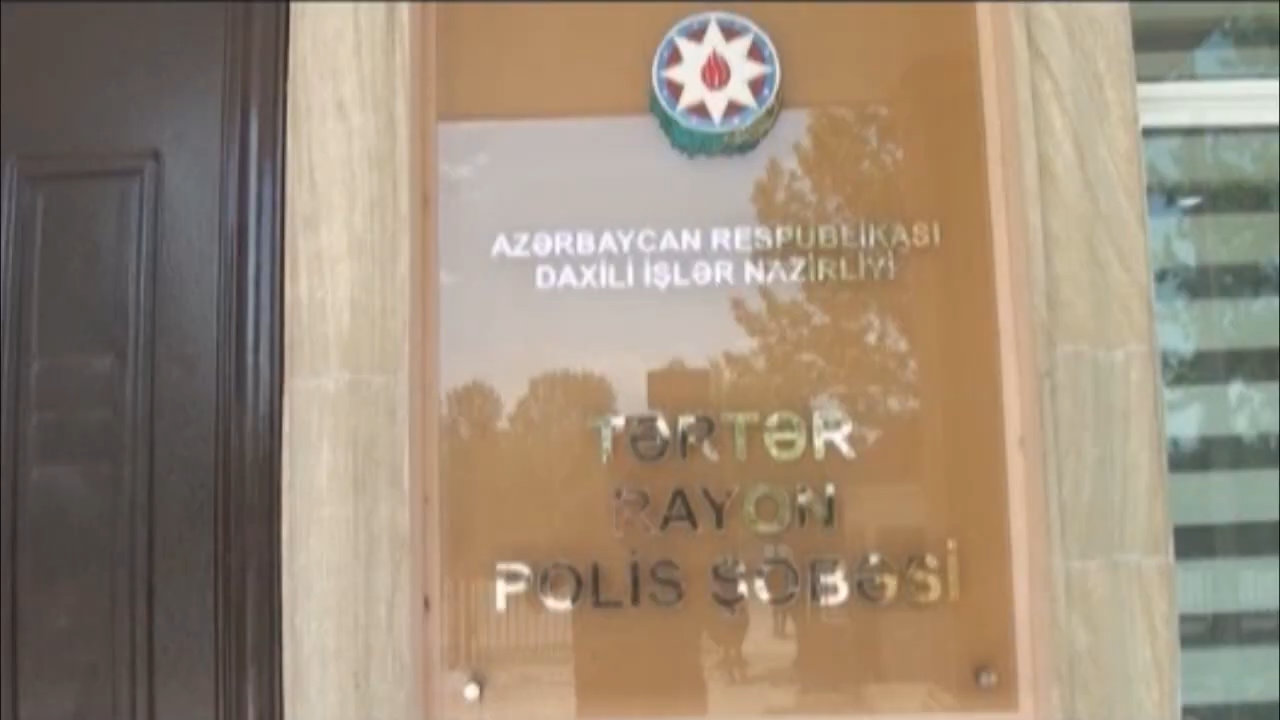 AZƏRBAYCAN RESPUBLİKASI
DAXİLİ İŞLƏR NAZİRLİYİ
TƏRTƏR
RAYON
POLİS ŞÖBƏSİ